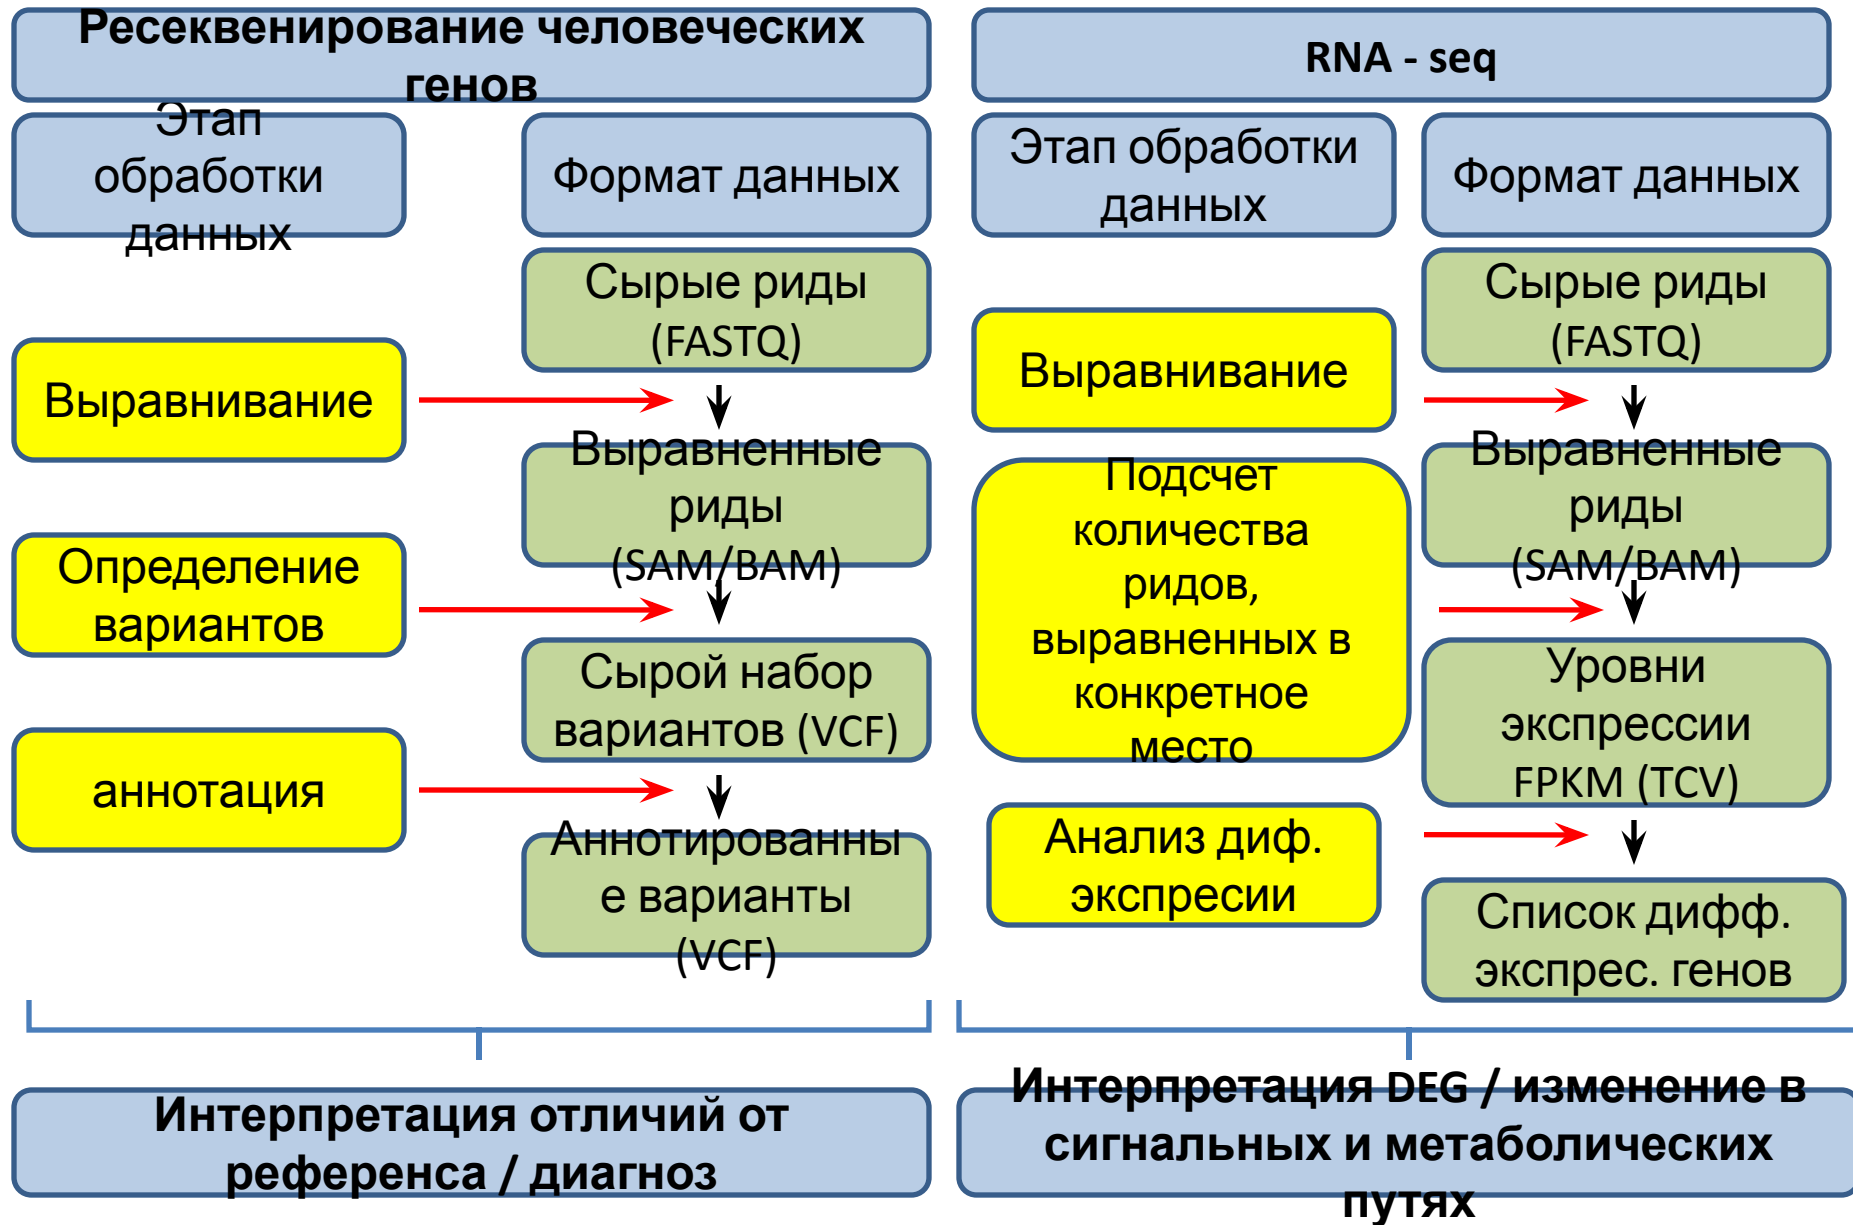 Ресеквенирование человеческих
генов
Этап
обработки
данных
Формат данных
Сырые риды
(FASTQ)
Выравнивание
Выравненные
риды
(SAM/BAM)
Определение
вариантов
Сырой набор
вариантов (VCF)
аннотация
Аннотированны
е варианты
(VCF)
Интерпретация отличий от
референса / диагноз
RNA - seq
Этап обработки
данных
Формат данных
Сырые риды
(FASTQ)
Выравнивание
Выравненные
риды
(SAM/BAM)
Подсчет
количества
ридов,
выравненных в
конкретное
место
Уровни
экспрессии
FPKM (TCV)
Анализ диф.
экспресии
Список дифф.
экспрес. генов
Интерпретация DEG / изменение в
сигнальных и метаболических
путях